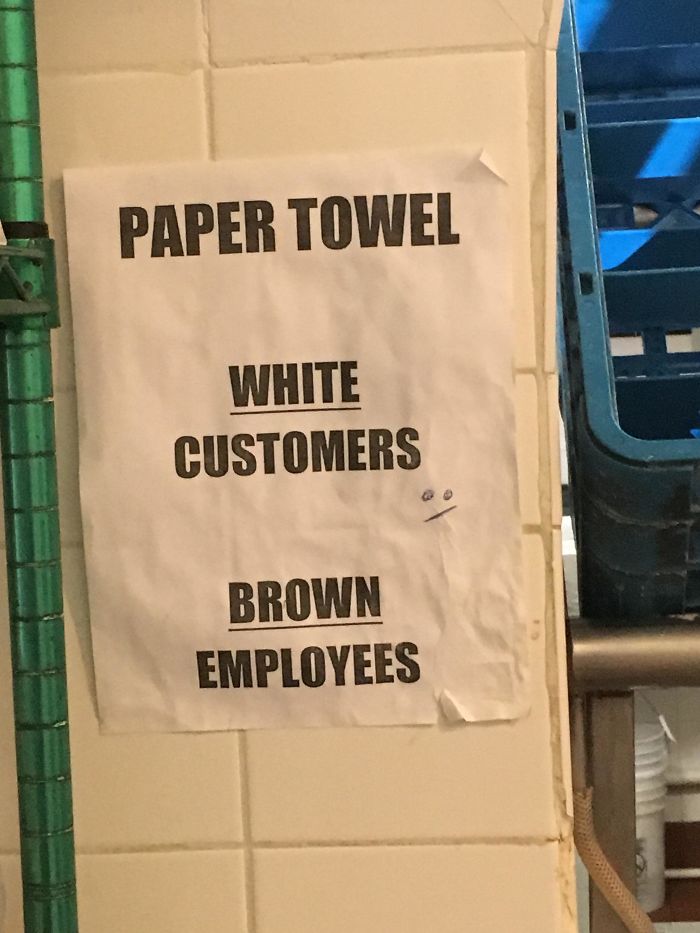 PAPER TOWEL
WHITE
CUSTOMERS
BROWN
EMPLOYEES